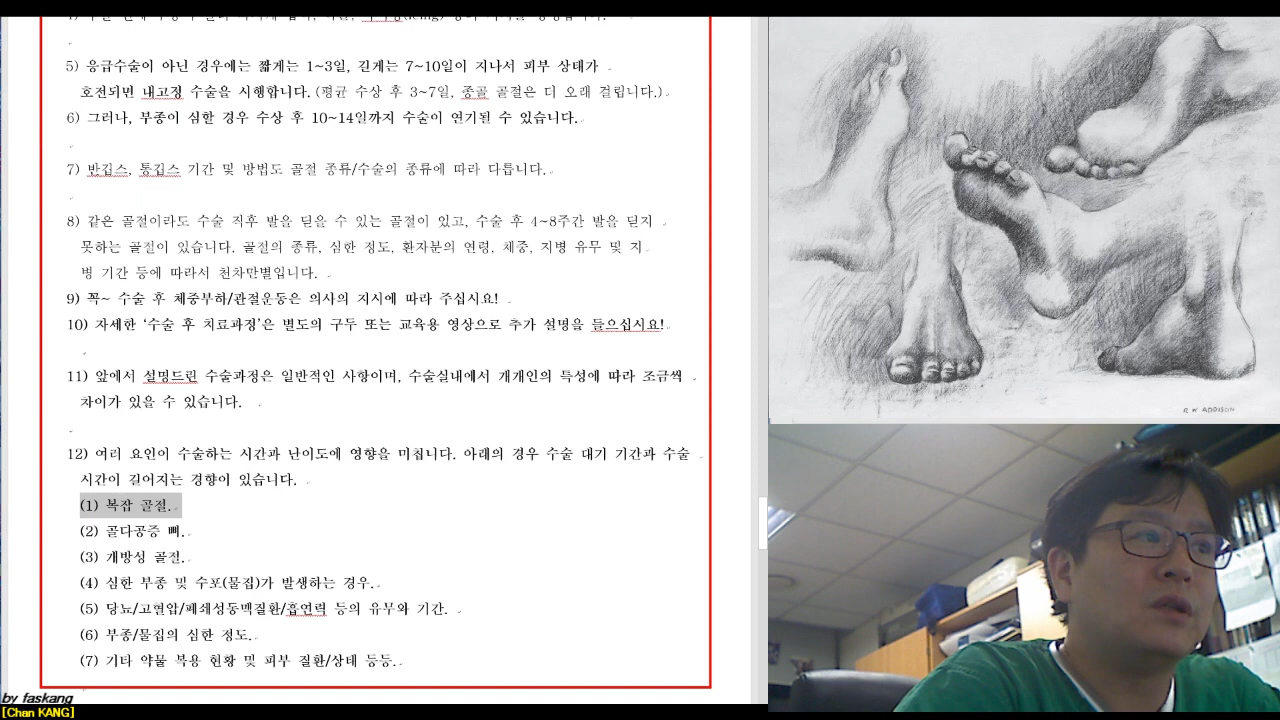 5) 응급수술이 아닌 경우에는 짧게는 1~3일, 길게는 7~10일이 지나서 피부 상태가
호전되면 내고정 수술을 시행합니다. (평균 수상 후 3~7일, 종골 골절은 더 오래 걸립니다.)
6) 그러나, 부종이 심할 경우 수상 후 10~14일까지 수술이 연기될 수 있습니다.
7) 반깁스, 통깁스 기간 및 방법도 골절 종류/수술의 종류에 따라 다릅니다.
8) 같은 골절이라도 수술 직후 발을 딛을 수 있는 골절이 있고, 수술 후 4~8주간 발을 딛지
못하는 골절이 있습니다. 골절의 종류, 심한 정도, 환자분의 연령, 체중, 지병 유무 및 지
병 기간 등에 따라서 천차만별입니다.
9) 꼭~ 수술 후 체중부하/관절운동은 의사의 지시에 따라 주십시요!
10) 자세한 ‘수술 후 치료과정’은 별도의 구두 또는 교육용 영상으로 추가 설명을 들으십시요!
11) 앞에서 설명드린 수술과정은 일반적인 사항이며, 수술실내에서 개개인의 특성에 따라 조금씩
차이가 있을 수 있습니다.
12) 여러 요인이 수술하는 시간과 난이도에 영향을 미칩니다. 아래의 경우 수술 대기 기간과 수술
시간이 길어지는 경향이 있습니다.
(1) 복잡 골절.
(2) 골다공증 뼈.
(3) 개방성 골절.
(4) 심한 부종 및 수포(물집)가 발생하는 경우.
(5) 당뇨/고혈압/폐쇄성동맥질환/흡연력 등의 유무와 기간.
(6) 부종/물집의 심한 정도.
(7) 기타 약물 복용 현황 및 피부 질환/상태 등등.
by faskang
[Chan KANG]
R W ADDISON